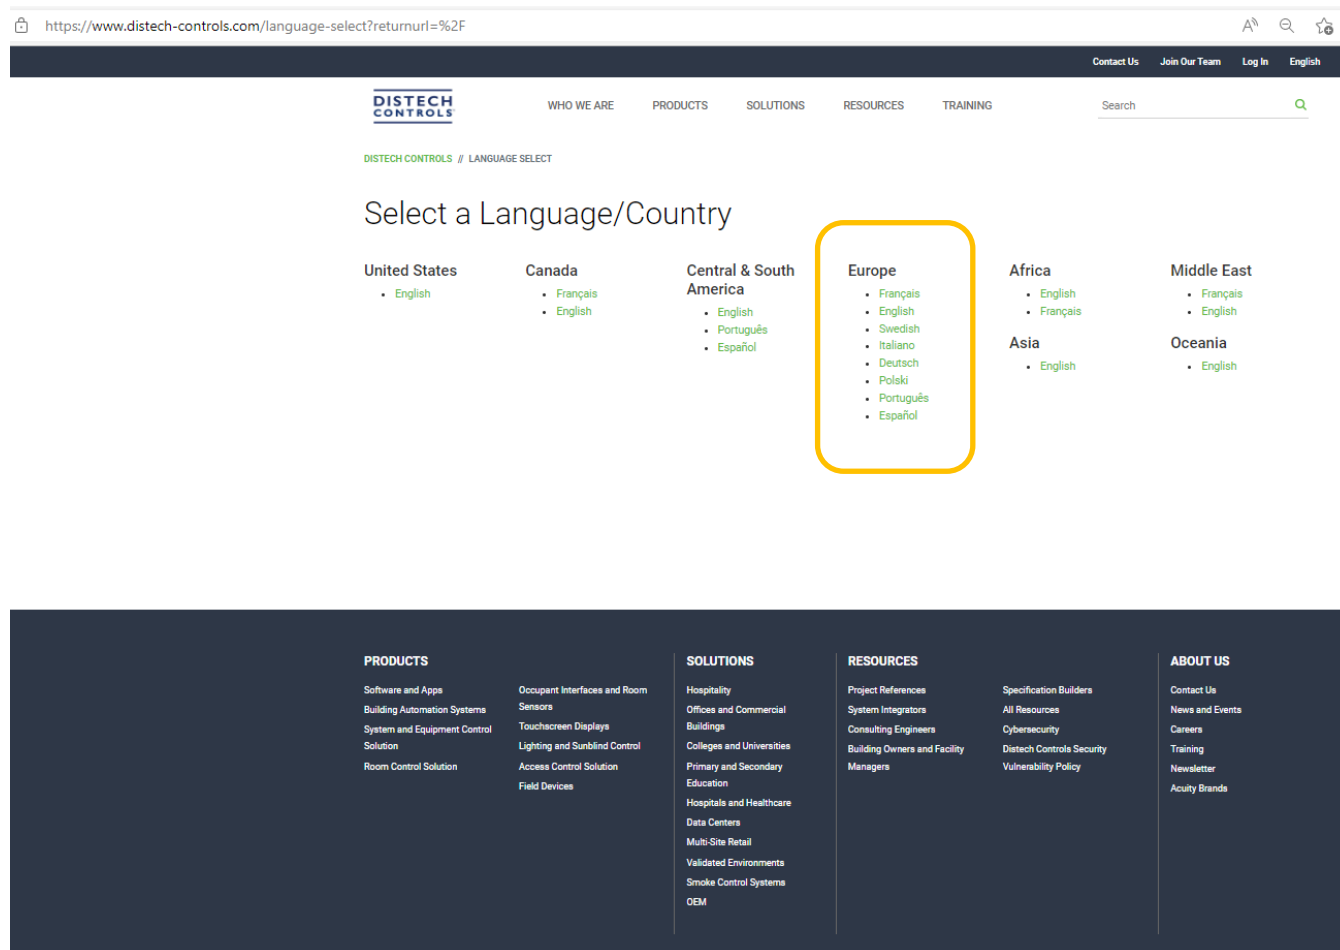 https://www.distech-controls.com/language-select?returnurl=%2F
Contact Us Join Our Team Log In English
DISTECH
CONTROLS
WHO WE ARE PRODUCTS SOLUTIONS RESOURCES TRAINING Search
DISTECH CONTROLS // LANGUAGE SELECT
Select a Language/Country
United States
• English
Canada
• Français
• English
Central & South
America
• English
• Português
• Español
Europe
• Français
• English
• Swedish
• Italiano
• Deutsch
• Polski
• Português
• Español
Africa
• English
• Français
Asia
• English
Middle East
• Français
• English
Oceania
• English
PRODUCTS
Software and Apps
Building Automation Systems
System and Equipment Control
Solution
Room Control Solution
Occupant Interfaces and Room
Sensors
Touchscreen Displays
Lighting and Sunblind Control
Access Control Solution
Field Devices
SOLUTIONS
Hospitality
Offices and Commercial
Buildings
Colleges and Universities
Primary and Secondary
Education
Hospitals and Healthcare
Data Centers
Multi-Site Retail
Validated Environments
Smoke Control Systems
OEM
RESOURCES
Project References
System Integrators
Consulting Engineers
Building Owners and Facility
Managers
Specification Builders
All Resources
Cybersecurity
Distech Controls Security
Vulnerability Policy
ABOUT US
Contact Us
News and Events
Careers
Training
Newsletter
Acuity Brands